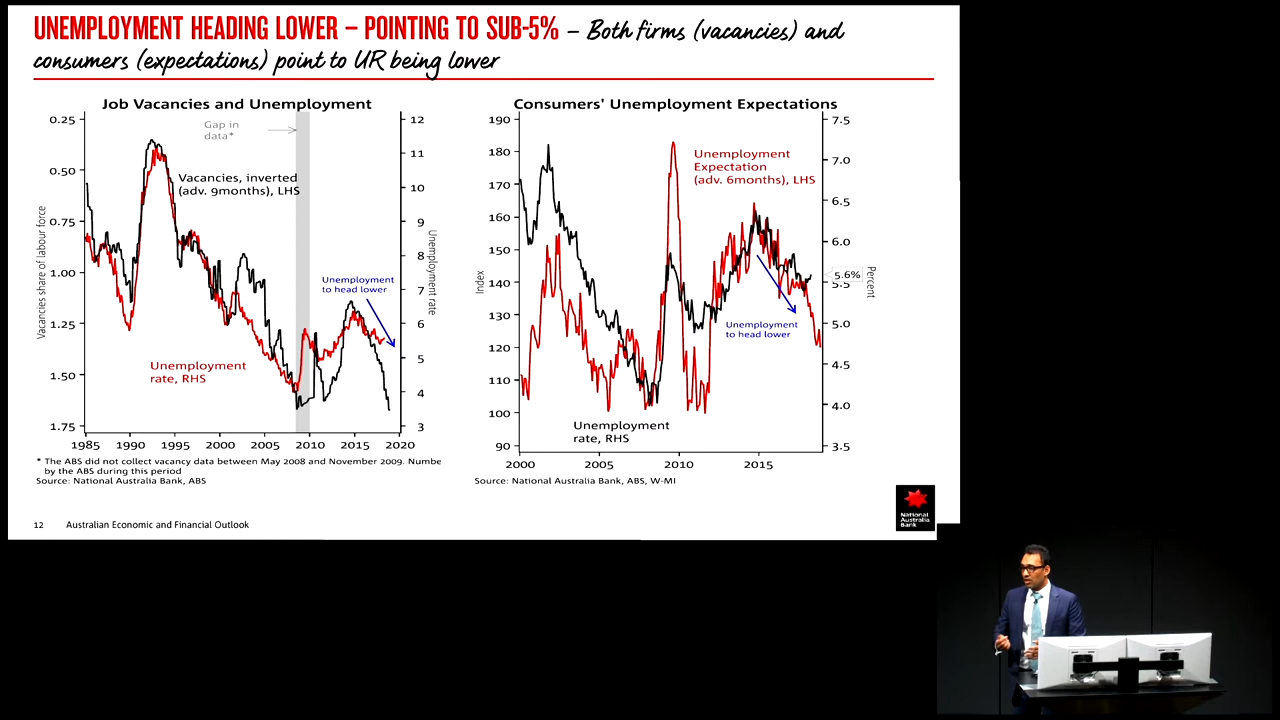 UNEMPLOYMENT HEADING LOWER – POINTING TO SUB-5% – Both firms (vacancies) and
consumers (expectations) point to UR being lower
Job Vacancies and Unemployment
0.25
0.50
0.75
1.00
1.25
1.50
1.75
12
11
10
9
8
7
6
5
4
3
Vacancies share of labour force
Unemployment rate
Gap in
data*
Vacancies, inverted
(adv. 9months), LHS
Unemployment
to head lower
Unemployment
rate, RHS
1985 1990 1995 2000 2005 2010 2015 2020
* The ABS did not collect vacancy data between May 2008 and November 2009. Numbe
by the ABS during this period
Source: National Australia Bank, ABS
Consumers' Unemployment Expectations
190
180
170
160
150
140
130
120
110
100
90
7.5
7.0
6.5
6.0
5.5
5.0
4.5
4.0
3.5
Index
Percent
5.6%
Unemployment
Expectation
(adv. 6months), LHS
Unemployment
to head lower
Unemployment
rate, RHS
2000 2005 2010 2015
Source: National Australia Bank, ABS, W-MI
12 Australian Economic and Financial Outlook
National
Australia
Bank